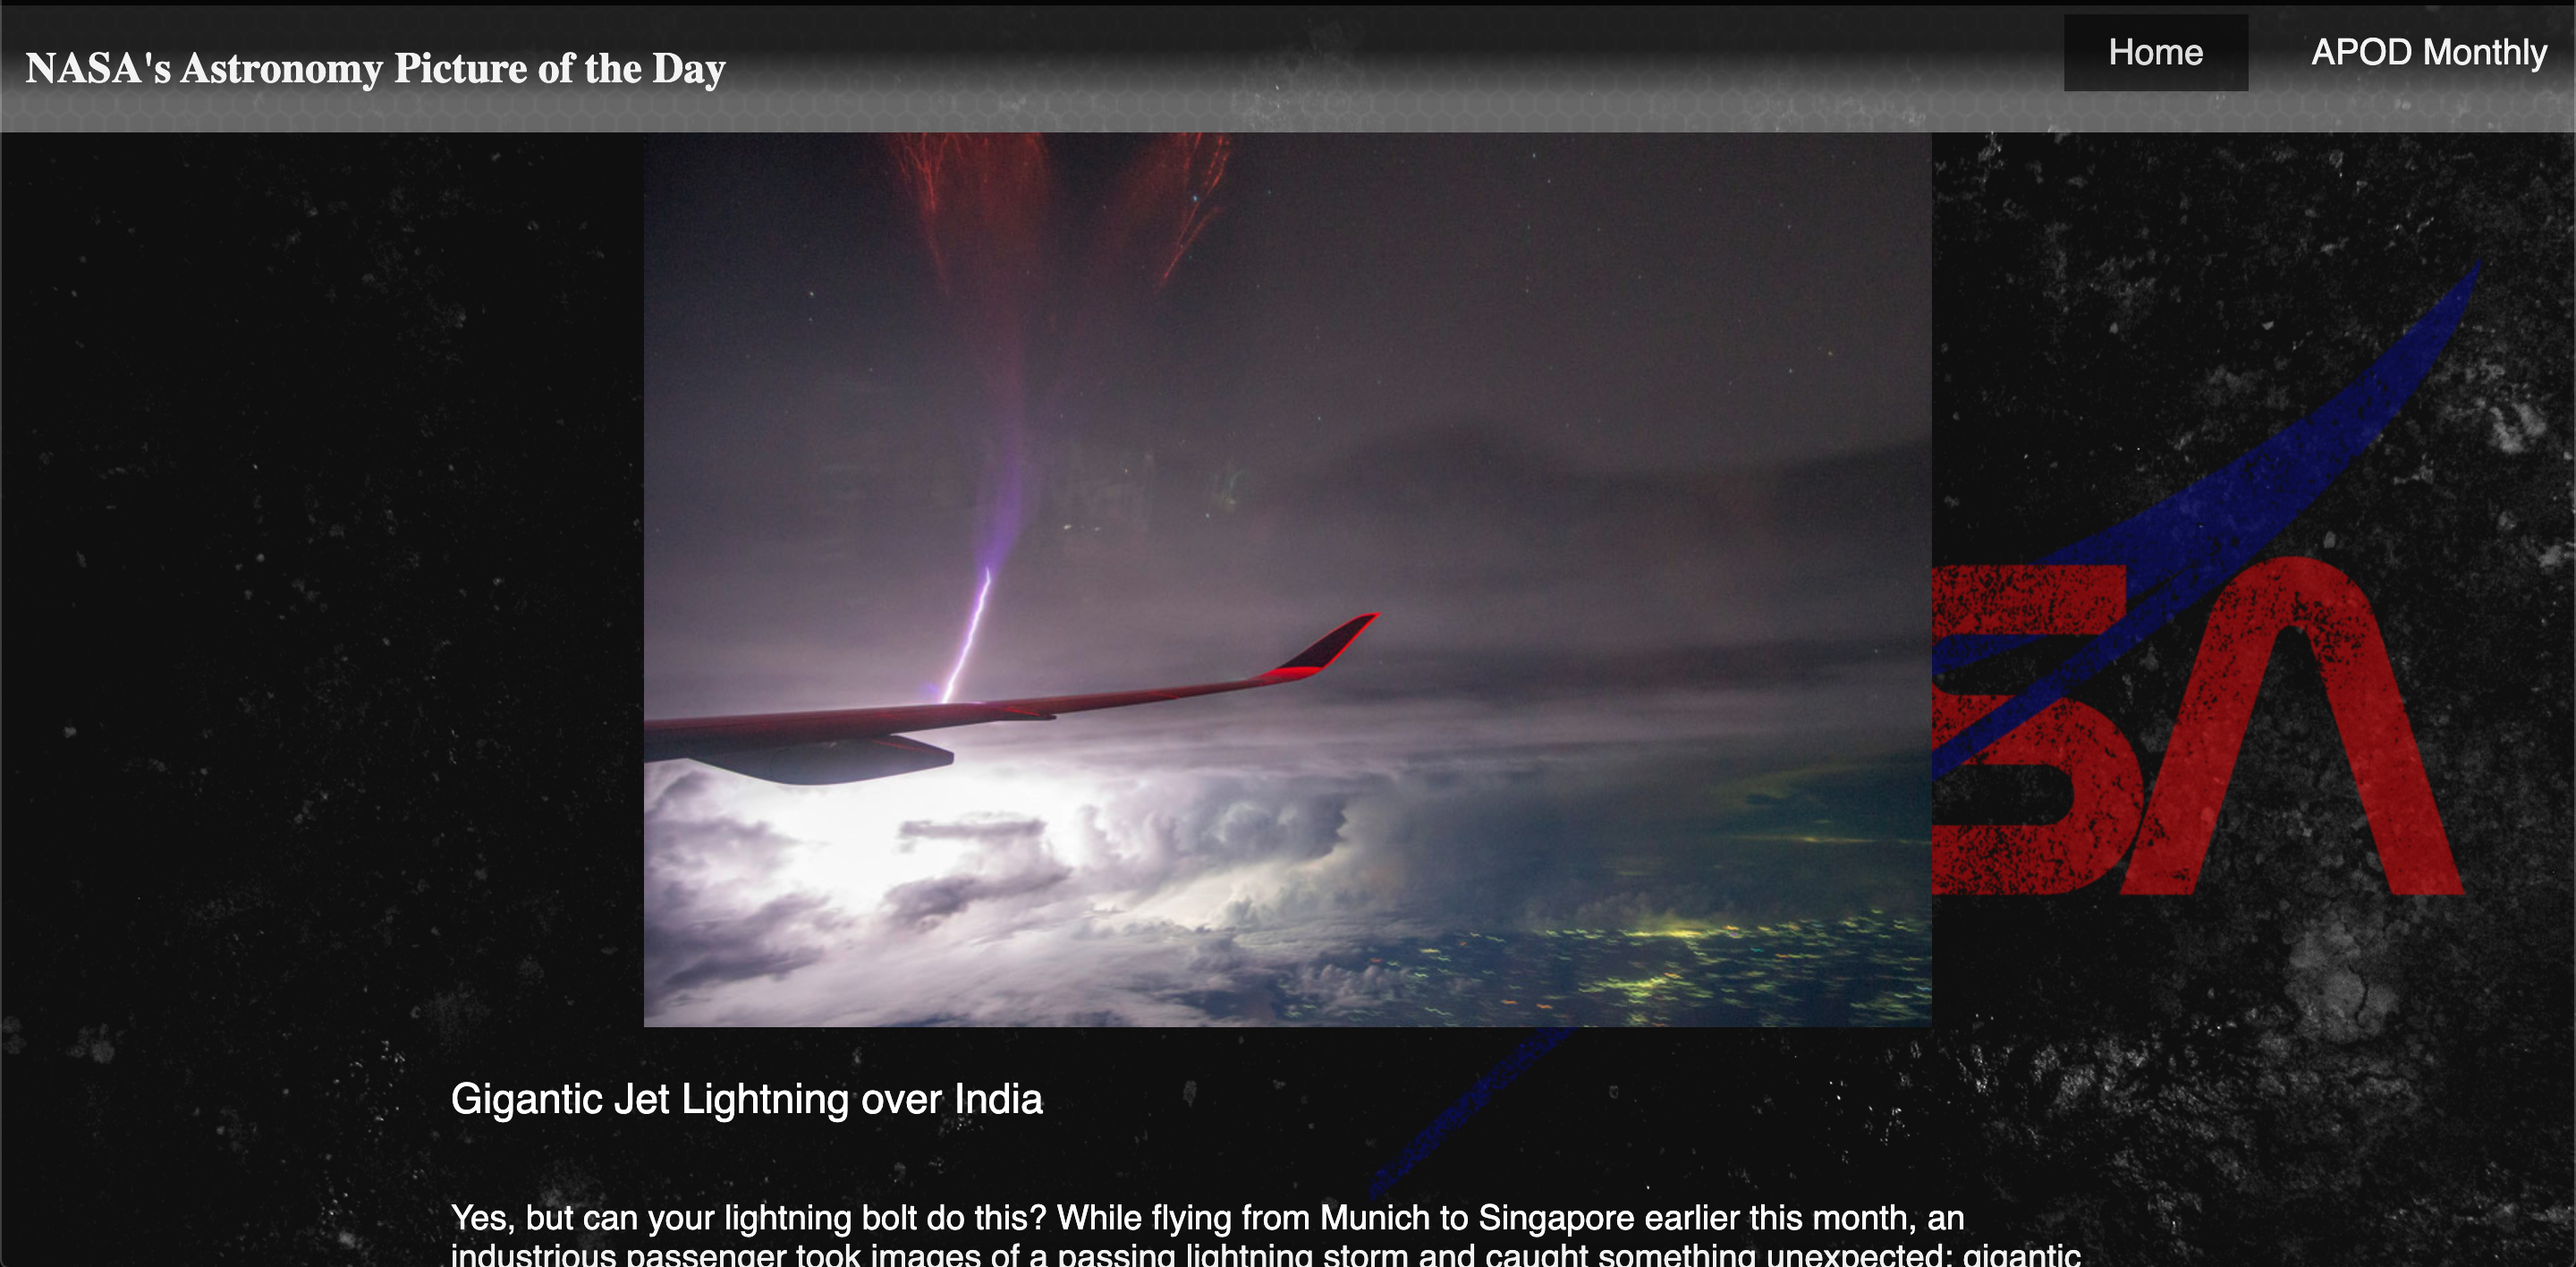 NASA's Astronomy Picture of the Day
Home
APOD Monthly
SA
Gigantic Jet Lightning over India
Yes, but can your lightning bolt do this? While flying from Munich to Singapore earlier this month, an
industrious passenger took images of a passing lightning storm and caught something unexpected: gigantic